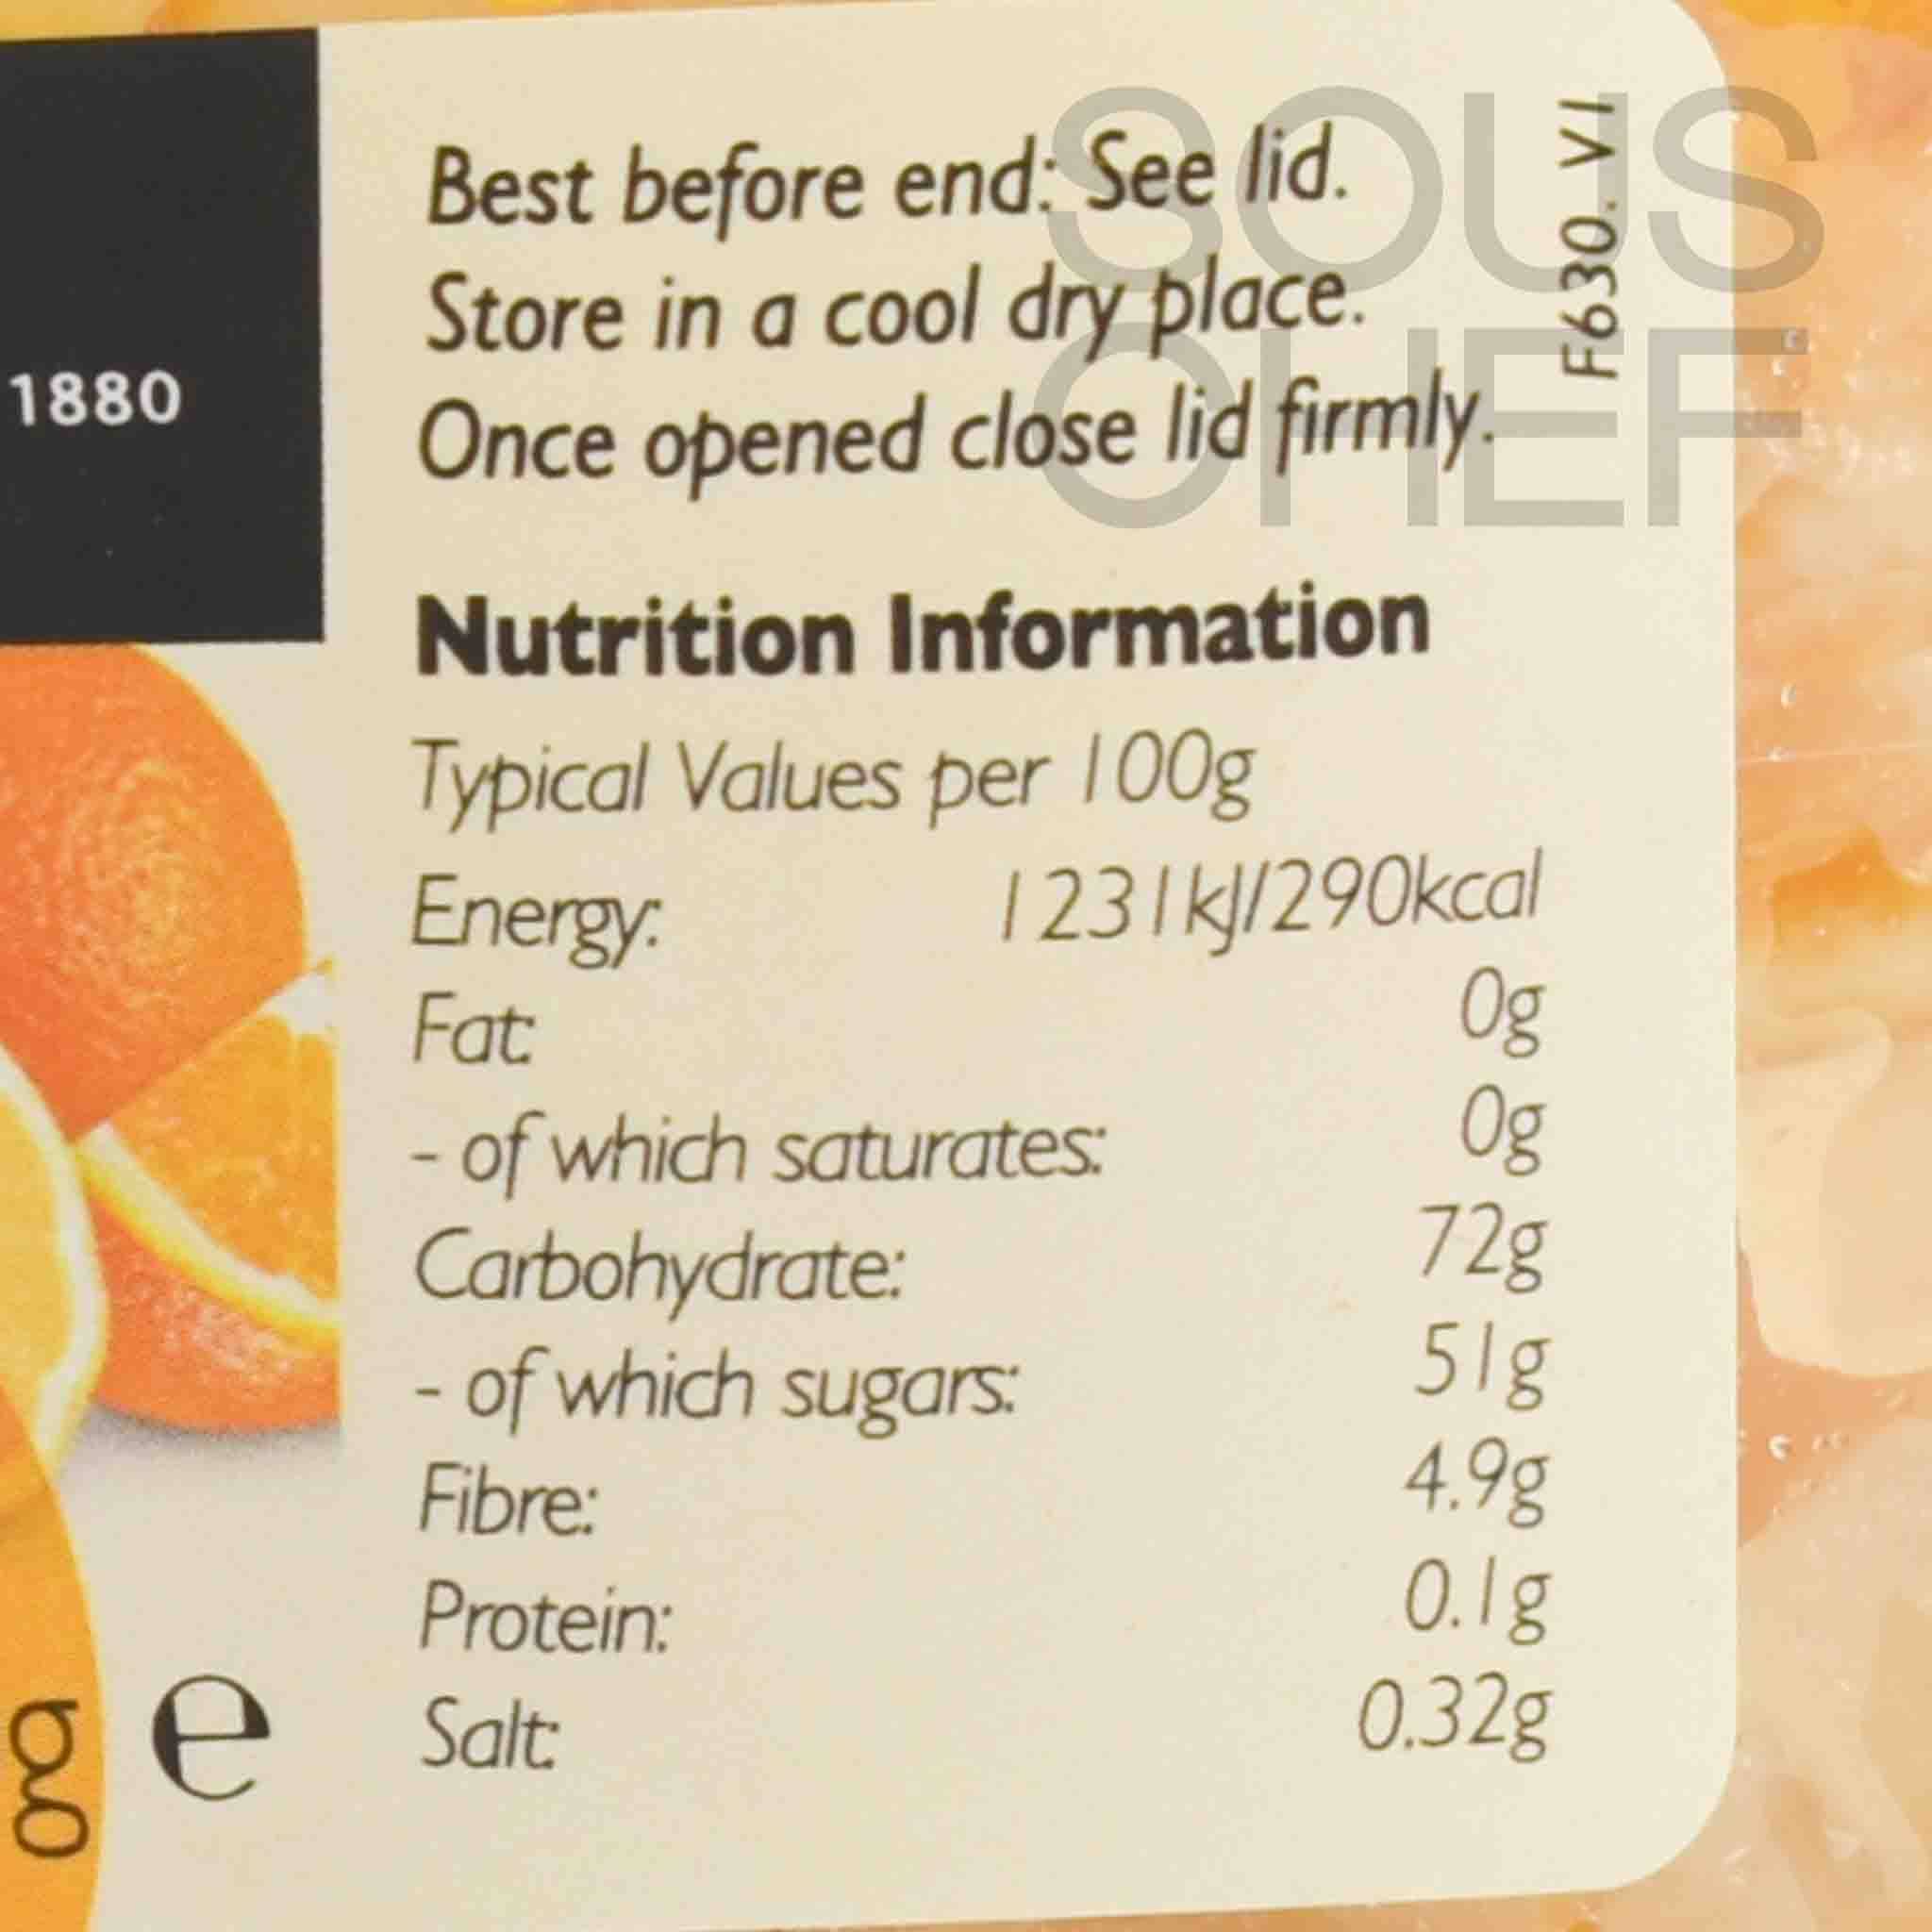 SOUS
CHEF
1880
Best before end: See lid.
Store in a cool dry place.
Once opened close lid firmly.
F630. V1
Nutrition Information
Typical Values per 100g
Energy: 1231kJ/290kcal
Fat: 0g
- of which saturates: 0g
Carbohydrate: 72g
- of which sugars: 51g
Fibre: 4.9g
Protein: 0.1g
Salt: 0.32g
g e